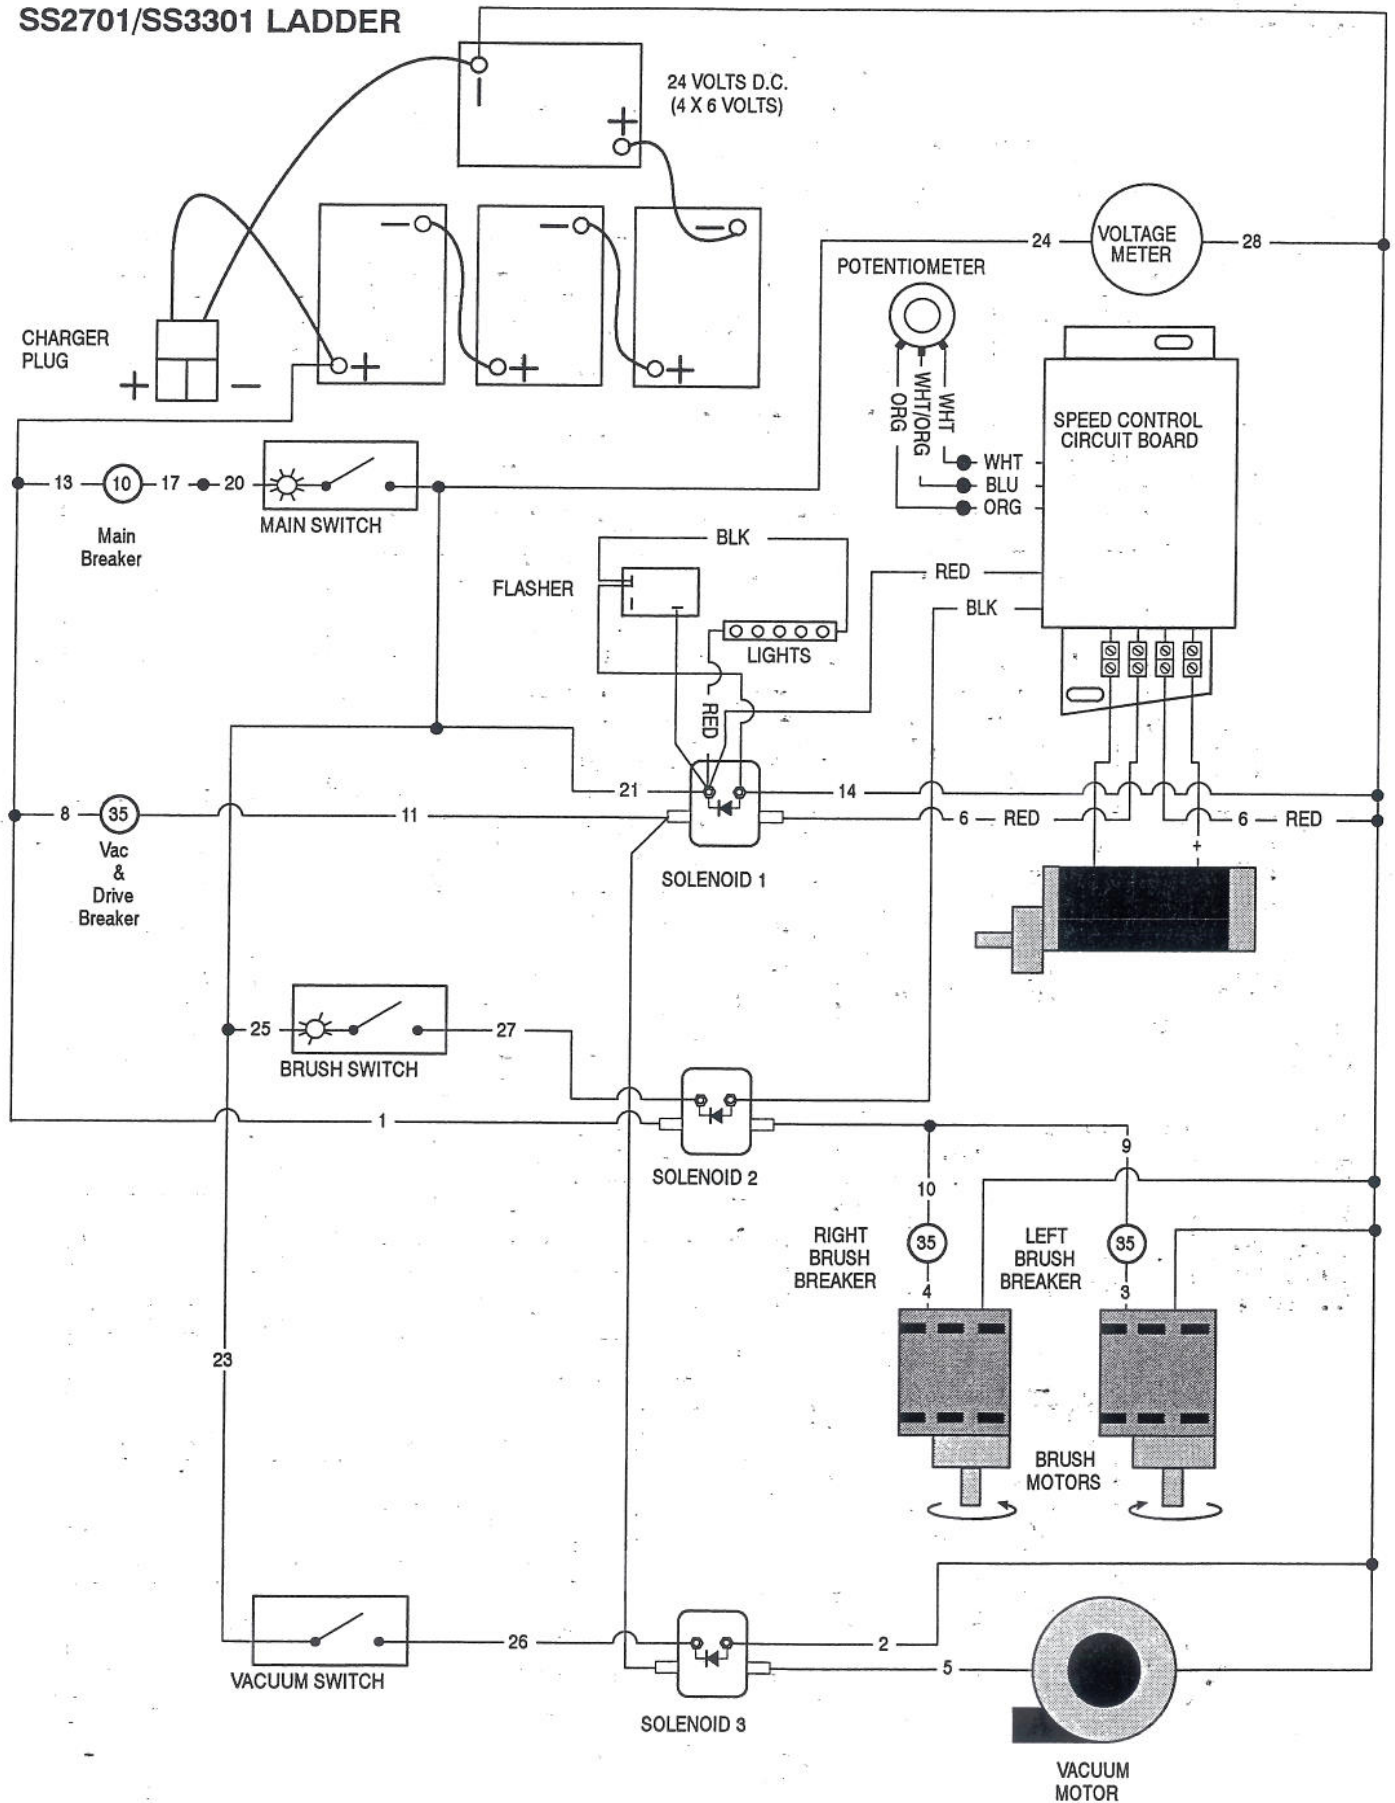 SS2701/SS3301 LADDER
24 VOLTS D.C.
(4 X 6 VOLTS)
CHARGER
PLUG
+
−
−
+
−
+
−
+
−
+
24
VOLTAGE
METER
28
POTENTIOMETER
ORG
WHT/ORG
WHT
SPEED CONTROL
CIRCUIT BOARD
WHT
BLU
ORG
13
10
17
20
MAIN SWITCH
Main
Breaker
BLK
FLASHER
LIGHTS
RED
RED
BLK
21
14
8
35
11
6
RED
6
RED
+
Vac
&
Drive
Breaker
SOLENOID 1
25
27
BRUSH SWITCH
1
SOLENOID 2
9
10
RIGHT
BRUSH
BREAKER
35
4
LEFT
BRUSH
BREAKER
35
3
23
BRUSH
MOTORS
26
2
5
VACUUM SWITCH
SOLENOID 3
VACUUM
MOTOR